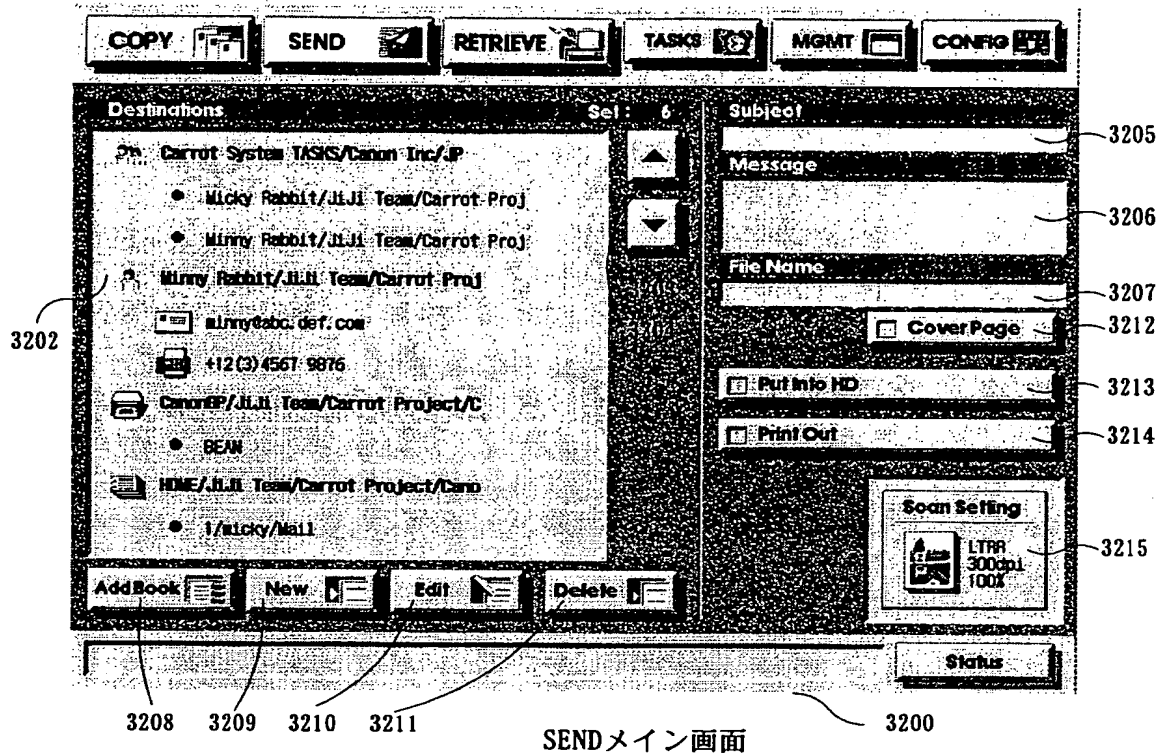 COPY SEND RETRIEVE TASKS MGMT CONFIG
Destinations Sel: 6
Carrot System TASKS/Canon Inc/JP
Micky Rabbit/JiJi Team/Carrot Proj
Minny Rabbit/JiJi Team/Carrot Proj
Minny Rabbit/JiJi Team/Carrot Proj
minny@abc.def.com
+12(3)4567 9876
CanonBP/JiJi Team/Carrot Project/C
BEAN
HOME/JiJi Team/Carrot Project/Cano
1/micky/Mail
3202
Add Book New Edit Delete
Subject
3205
Message
3206
File Name
3207
Cover Page
3212
Put Into HD
3213
Print Out
3214
Scan Setting
LTRR
300dpi
100%
3215
Status
3208 3209 3210 3211 3200
SENDメイン画面